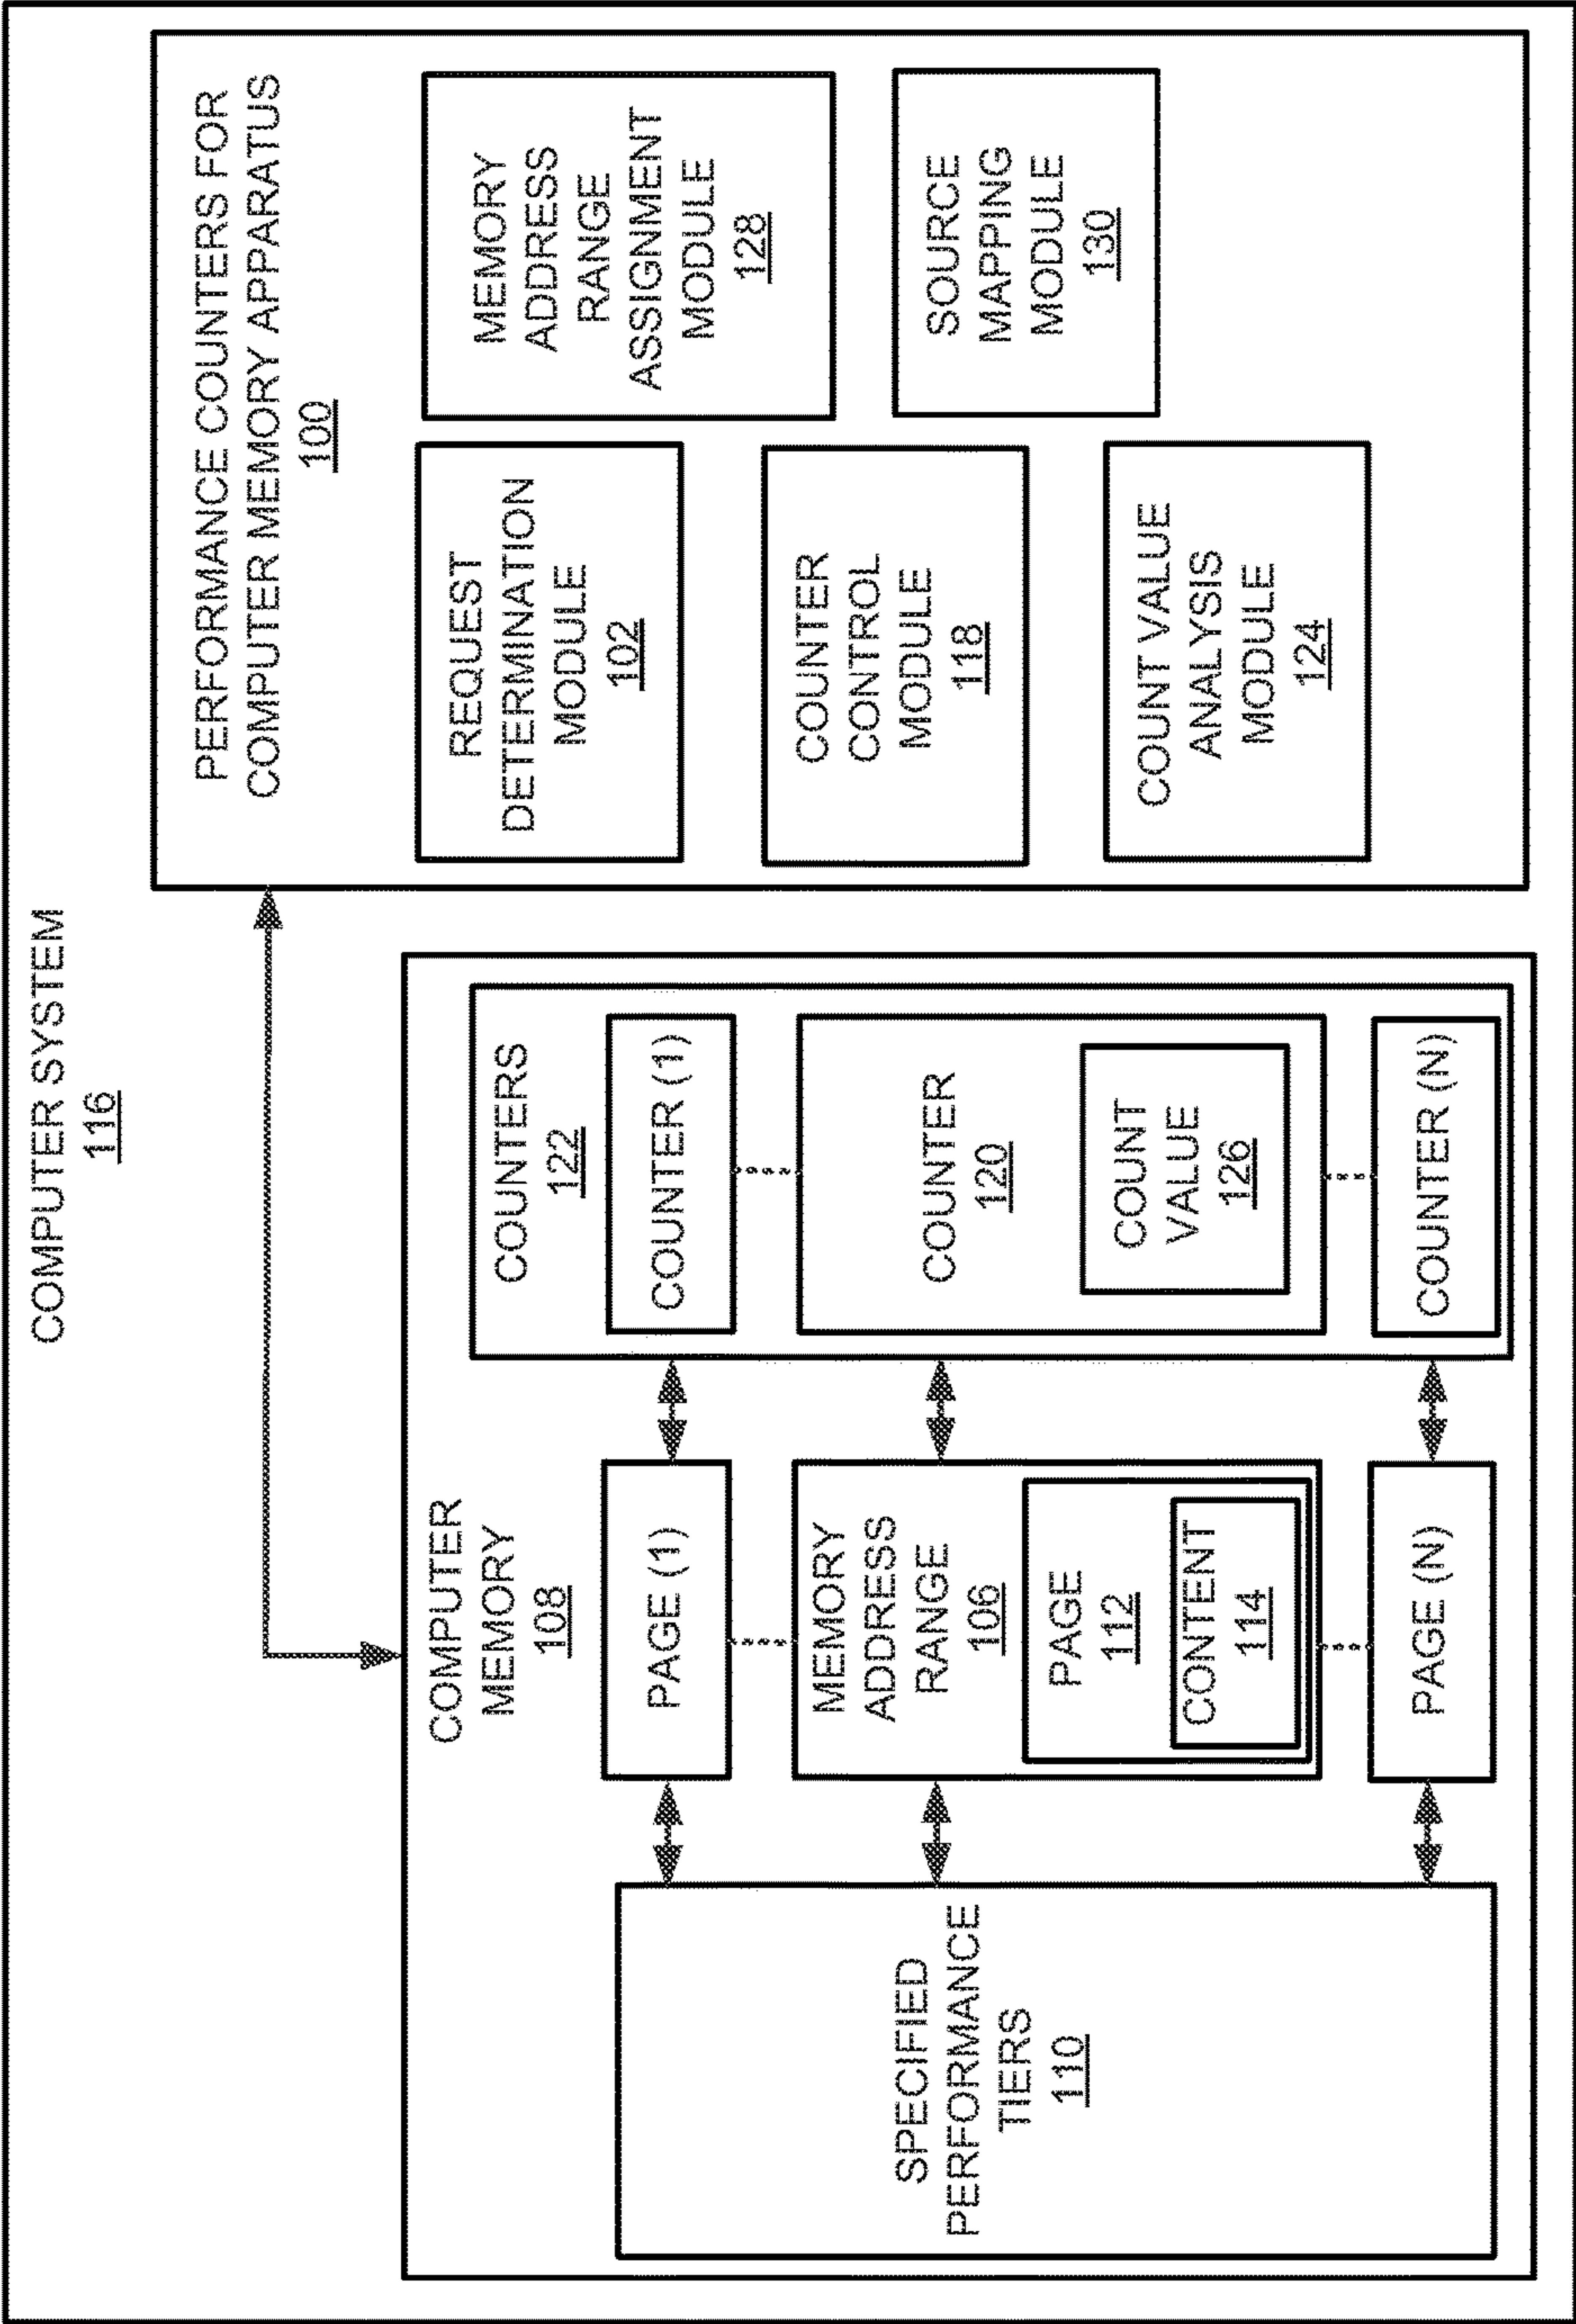 COMPUTER SYSTEM
116
COMPUTER
MEMORY
108
SPECIFIED
PERFORMANCE
TIERS
110
PAGE (1)
MEMORY
ADDRESS
RANGE
106
PAGE
112
CONTENT
114
PAGE (N)
COUNTERS
122
COUNTER (1)
COUNTER
120
COUNT
VALUE
126
COUNTER (N)
PERFORMANCE COUNTERS FOR
COMPUTER MEMORY APPARATUS
100
REQUEST
DETERMINATION
MODULE
102
MEMORY
ADDRESS
RANGE
ASSIGNMENT
MODULE
128
COUNTER
CONTROL
MODULE
118
SOURCE
MAPPING
MODULE
130
COUNT VALUE
ANALYSIS
MODULE
124